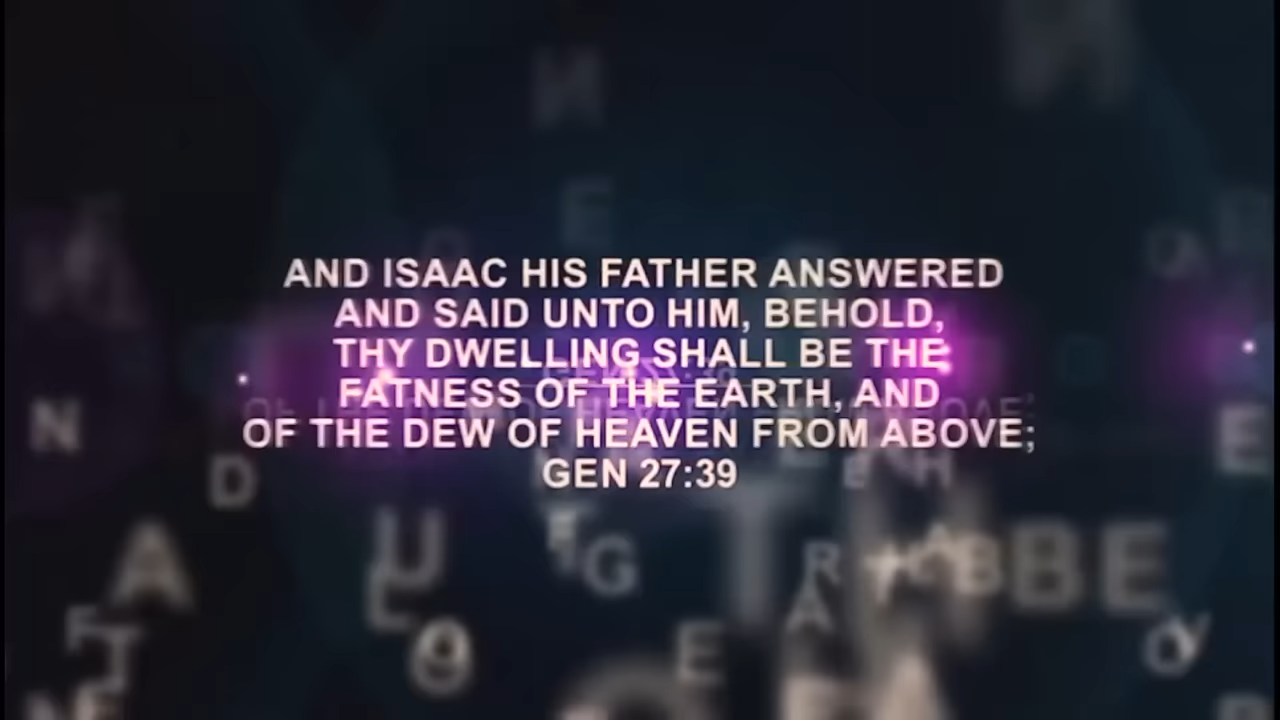 AND ISAAC HIS FATHER ANSWERED
AND SAID UNTO HIM, BEHOLD,
THY DWELLING SHALL BE THE
FATNESS OF THE EARTH, AND
OF THE DEW OF HEAVEN FROM ABOVE;
GEN 27:39